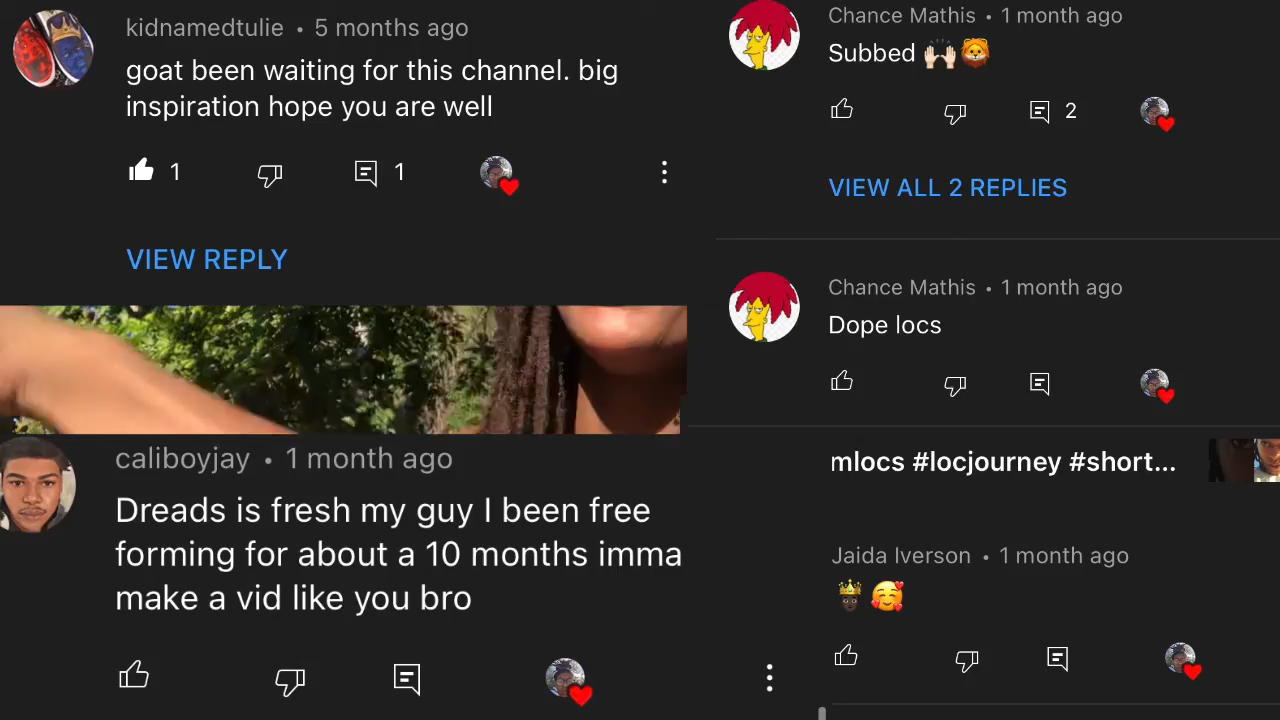 kidnamedtulie • 5 months ago
goat been waiting for this channel. big
inspiration hope you are well
1
1
VIEW REPLY
caliboyjay • 1 month ago
Dreads is fresh my guy I been free
forming for about a 10 months imma
make a vid like you bro
Chance Mathis • 1 month ago
Subbed 🙌🏻🦁
2
VIEW ALL 2 REPLIES
Chance Mathis • 1 month ago
Dope locs
mlocs #locjourney #short...
Jaida Iverson • 1 month ago
🤴🏿🥰